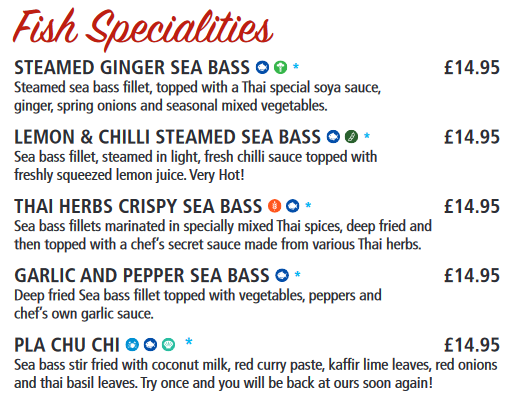 Fish Specialities
STEAMED GINGER SEA BASS * £14.95
Steamed sea bass fillet, topped with a Thai special soya sauce,
ginger, spring onions and seasonal mixed vegetables.
LEMON & CHILLI STEAMED SEA BASS * £14.95
Sea bass fillet, steamed in light, fresh chilli sauce topped with
freshly squeezed lemon juice. Very Hot!
THAI HERBS CRISPY SEA BASS * £14.95
Sea bass fillets marinated in specially mixed Thai spices, deep fried and
then topped with a chef's secret sauce made from various Thai herbs.
GARLIC AND PEPPER SEA BASS * £14.95
Deep fried Sea bass fillet topped with vegetables, peppers and
chef's own garlic sauce.
PLA CHU CHI * £14.95
Sea bass stir fried with coconut milk, red curry paste, kaffir lime leaves, red onions
and thai basil leaves. Try once and you will be back at ours soon again!